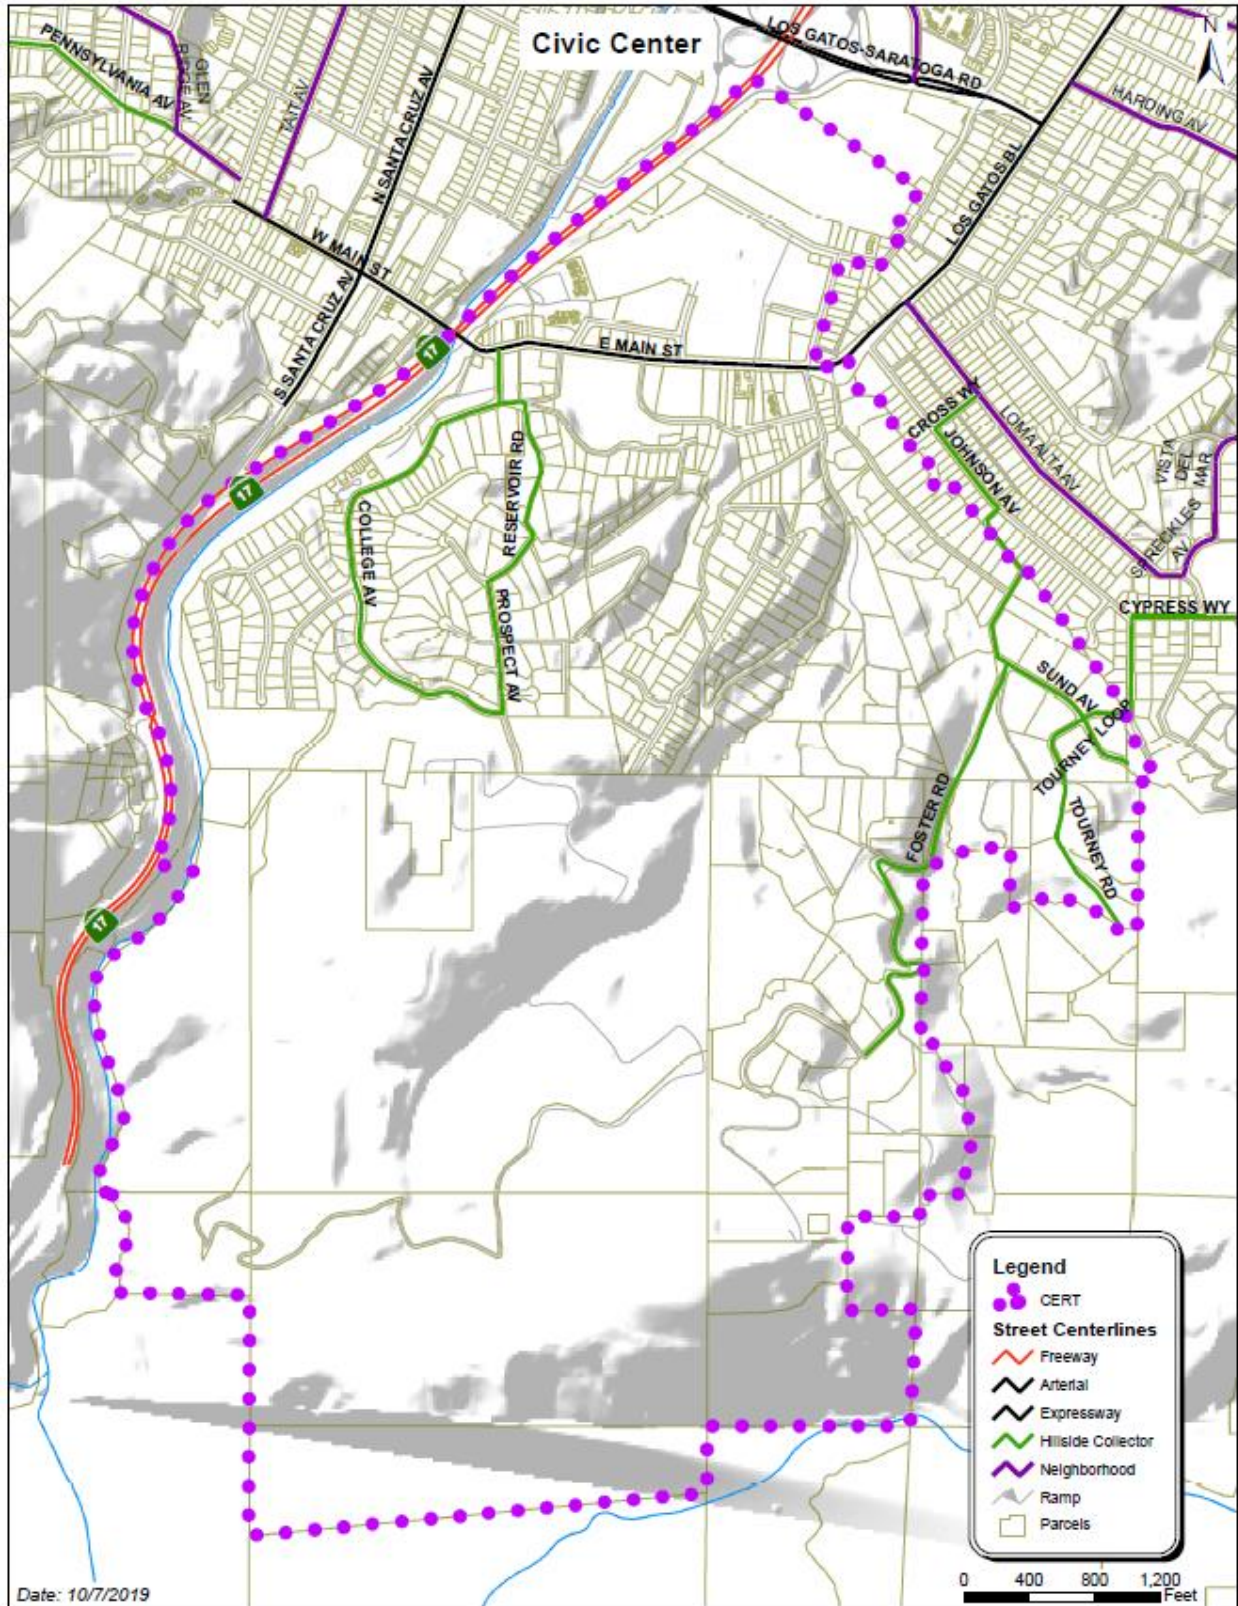 Civic Center
N
LOS GATOS-SARATOGA RD
PENNSYLVANIA AV
GLEN
RIDGE AV
TAIT AV
N SANTA CRUZ AV
HARDING AV
LOS GATOS BL
W MAIN ST
S SANTA CRUZ AV
17
E MAIN ST
CROSS WY
LOMA ALTA AV
JOHNSON AV
VISTA
DEL
MAR
17
RESERVOIR RD
COLLEGE AV
SPRECKLES
AV
PROSPECT AV
CYPRESS WY
SUND AV
TOURNEY LOOP
FOSTER RD
TOURNEY RD
17
Legend
CERT
Street Centerlines
Freeway
Arterial
Expressway
Hillside Collector
Neighborhood
Ramp
Parcels
0 400 800 1,200
Feet
Date: 10/7/2019